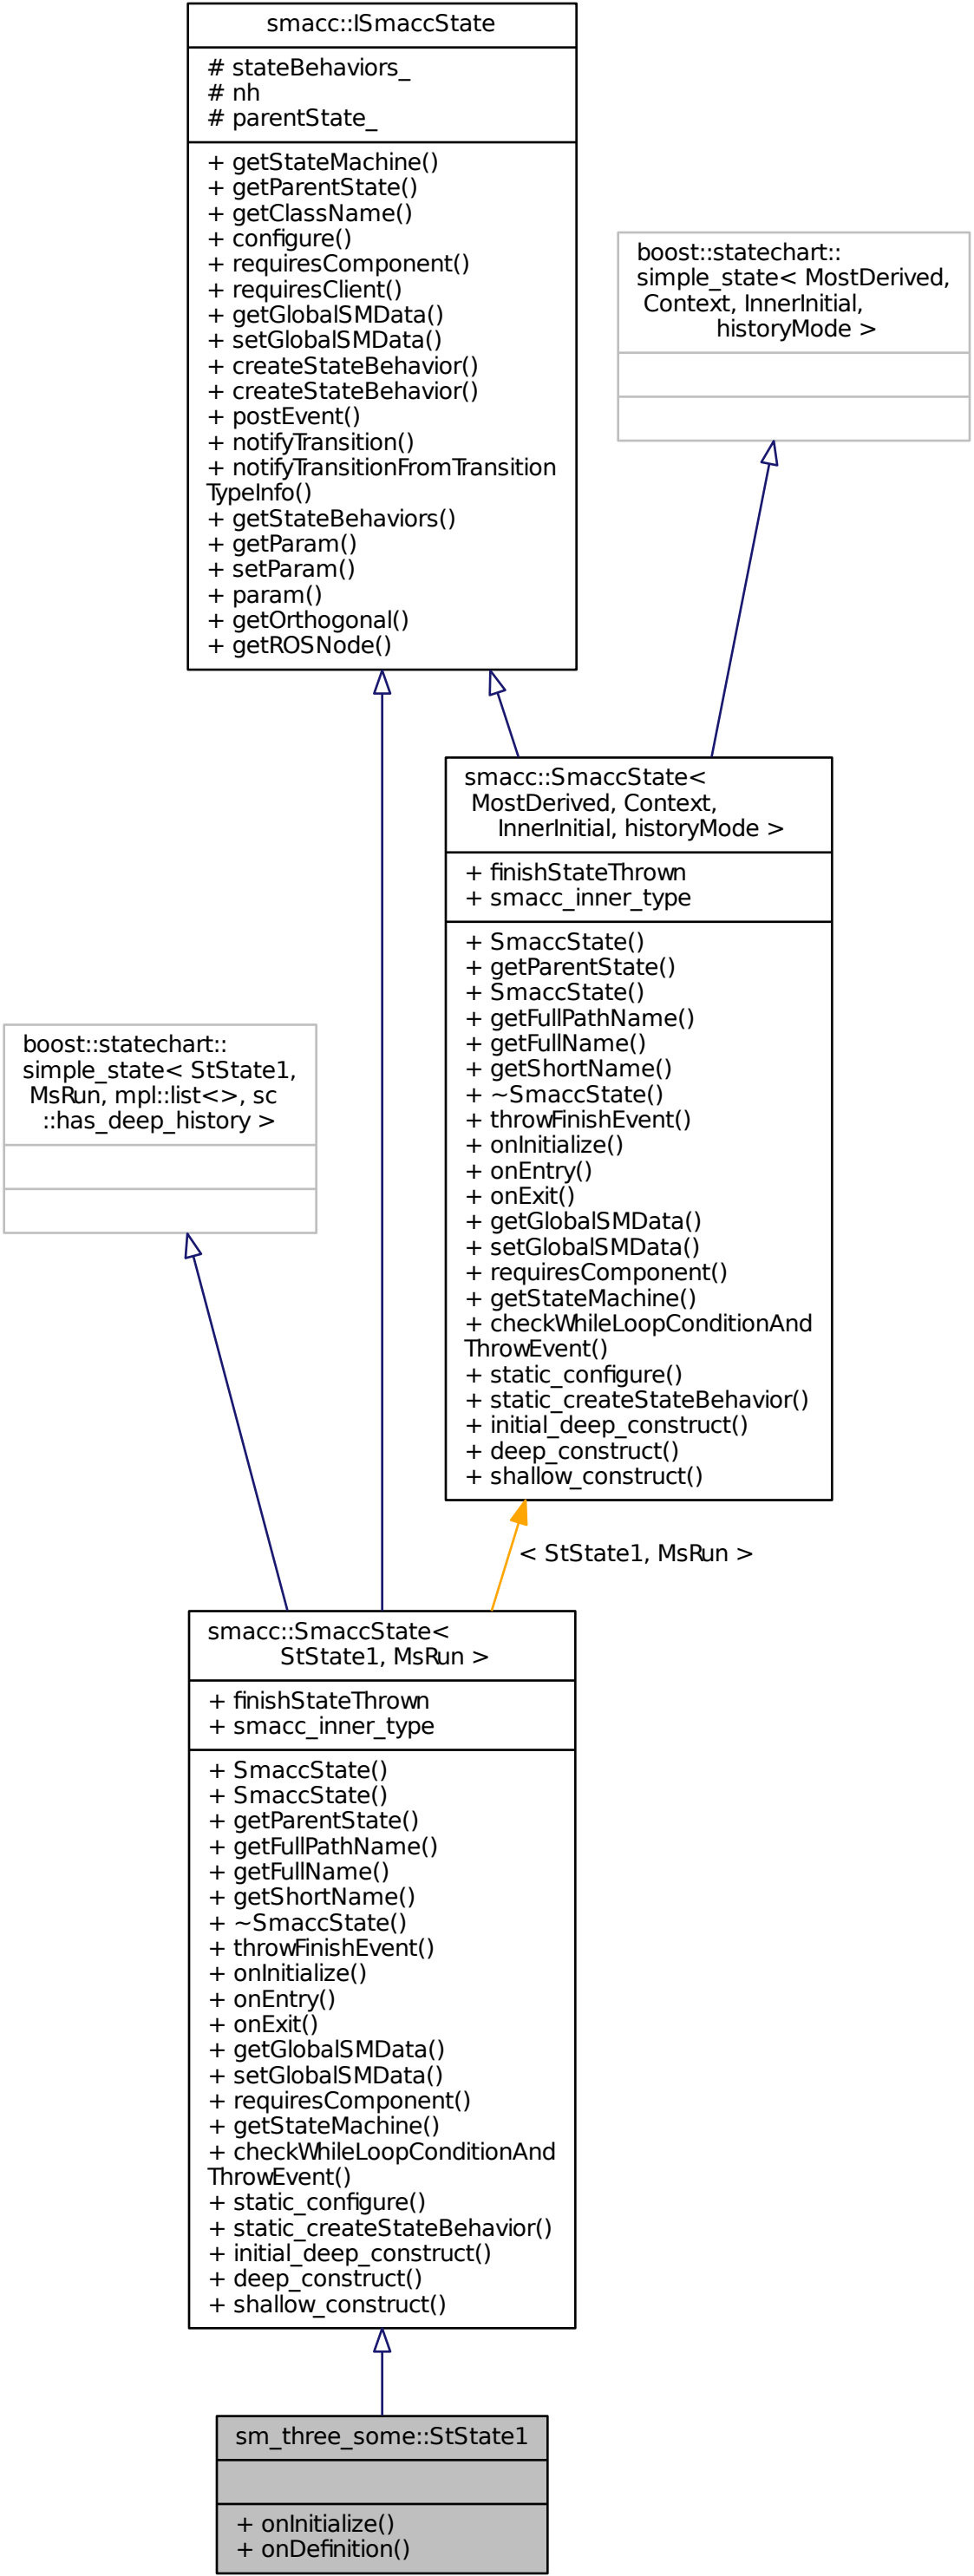 smacc::ISmaccState
# stateBehaviors_
# nh
# parentState_
+ getStateMachine()
+ getParentState()
+ getClassName()
+ configure()
+ requiresComponent()
+ requiresClient()
+ getGlobalSMData()
+ setGlobalSMData()
+ createStateBehavior()
+ createStateBehavior()
+ postEvent()
+ notifyTransition()
+ notifyTransitionFromTransition
TypeInfo()
+ getStateBehaviors()
+ getParam()
+ setParam()
+ param()
+ getOrthogonal()
+ getROSNode()
boost::statechart::
simple_state< MostDerived,
Context, InnerInitial,
historyMode >
smacc::SmaccState<
MostDerived, Context,
InnerInitial, historyMode >
+ finishStateThrown
+ smacc_inner_type
+ SmaccState()
+ getParentState()
+ SmaccState()
+ getFullPathName()
+ getFullName()
+ getShortName()
+ ~SmaccState()
+ throwFinishEvent()
+ onInitialize()
+ onEntry()
+ onExit()
+ getGlobalSMData()
+ setGlobalSMData()
+ requiresComponent()
+ getStateMachine()
+ checkWhileLoopConditionAnd
ThrowEvent()
+ static_configure()
+ static_createStateBehavior()
+ initial_deep_construct()
+ deep_construct()
+ shallow_construct()
boost::statechart::
simple_state< StState1,
MsRun, mpl::list<>, sc
::has_deep_history >
< StState1, MsRun >
smacc::SmaccState<
StState1, MsRun >
+ finishStateThrown
+ smacc_inner_type
+ SmaccState()
+ SmaccState()
+ getParentState()
+ getFullPathName()
+ getFullName()
+ getShortName()
+ ~SmaccState()
+ throwFinishEvent()
+ onInitialize()
+ onEntry()
+ onExit()
+ getGlobalSMData()
+ setGlobalSMData()
+ requiresComponent()
+ getStateMachine()
+ checkWhileLoopConditionAnd
ThrowEvent()
+ static_configure()
+ static_createStateBehavior()
+ initial_deep_construct()
+ deep_construct()
+ shallow_construct()
sm_three_some::StState1
+ onInitialize()
+ onDefinition()